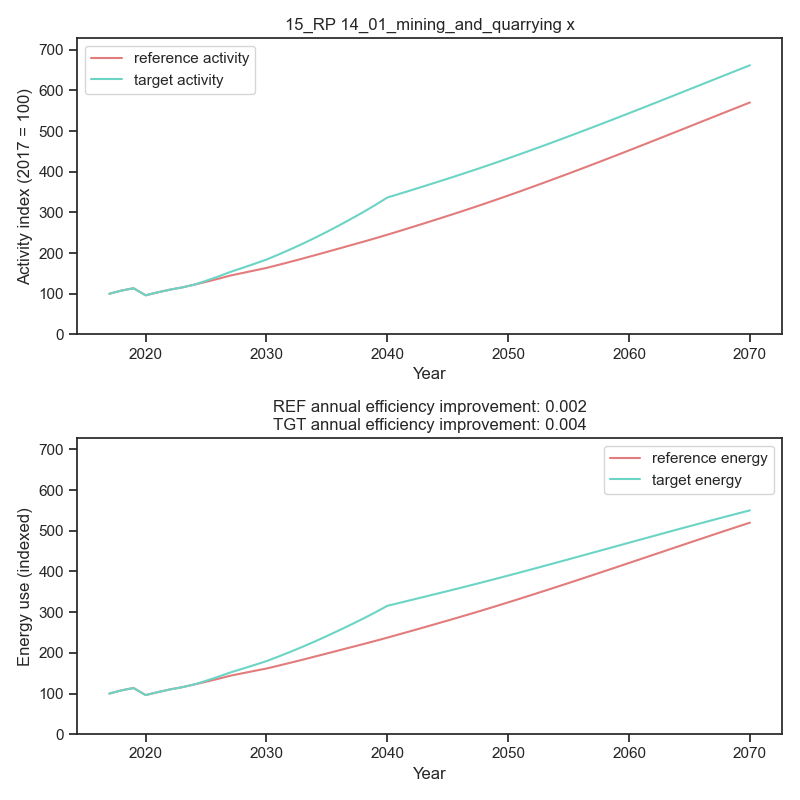 15_RP 14_01_mining_and_quarrying x
reference activity
target activity
Activity index (2017 = 100)
700
600
500
400
300
200
100
0
2020
2030
2040
2050
2060
2070
Year
REF annual efficiency improvement: 0.002
TGT annual efficiency improvement: 0.004
reference energy
target energy
Energy use (indexed)
700
600
500
400
300
200
100
0
2020
2030
2040
2050
2060
2070
Year